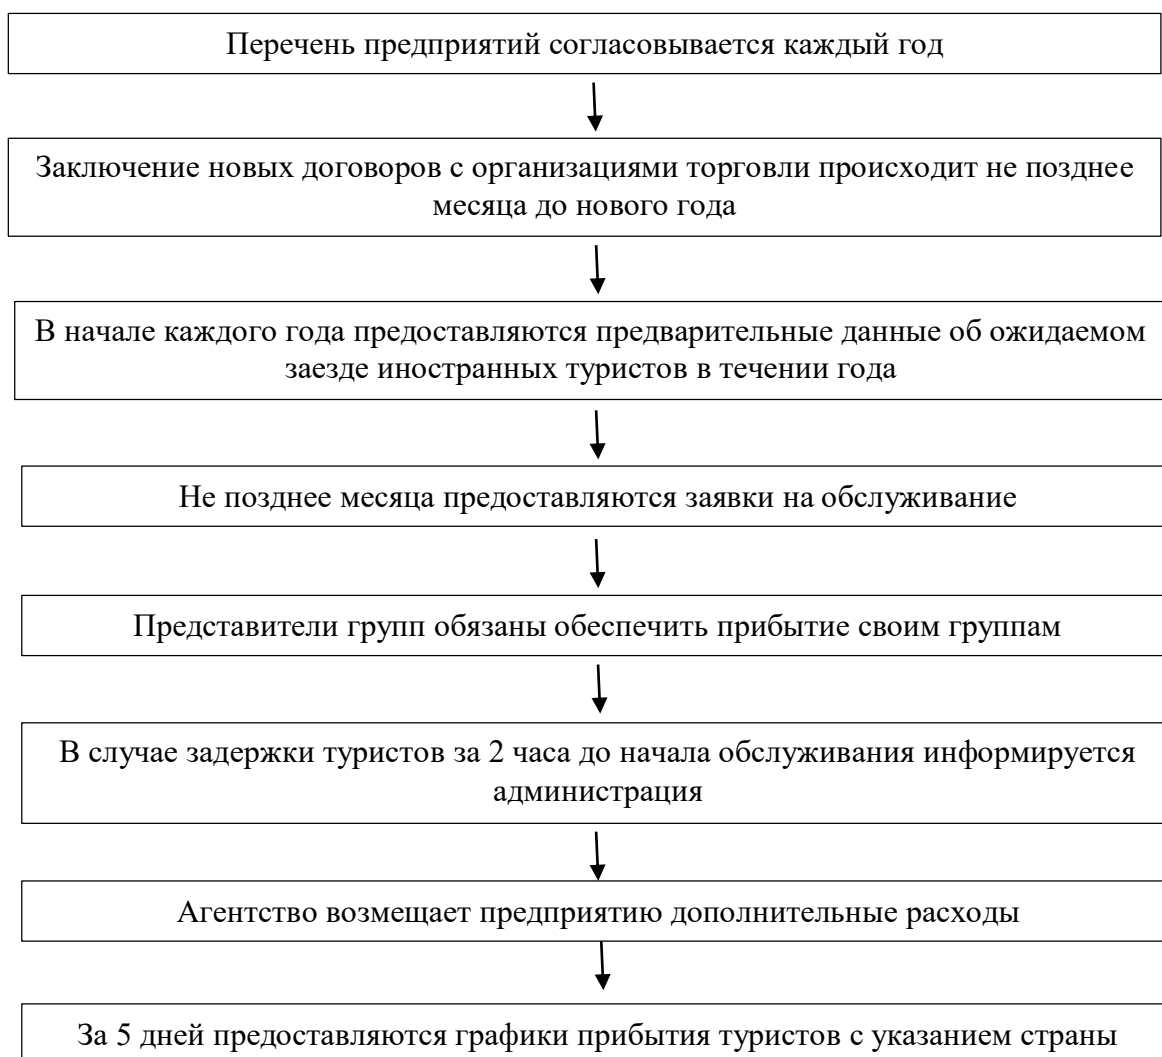 Перечень предприятий согласовывается каждый год
Заключение новых договоров с организациями торговли происходит не позднее
месяца до нового года
В начале каждого года предоставляются предварительные данные об ожидаемом
заезде иностранных туристов в течении года
Не позднее месяца предоставляются заявки на обслуживание
Представители групп обязаны обеспечить прибытие своим группам
В случае задержки туристов за 2 часа до начала обслуживания информируется
администрация
Агентство возмещает предприятию дополнительные расходы
За 5 дней предоставляются графики прибытия туристов с указанием страны